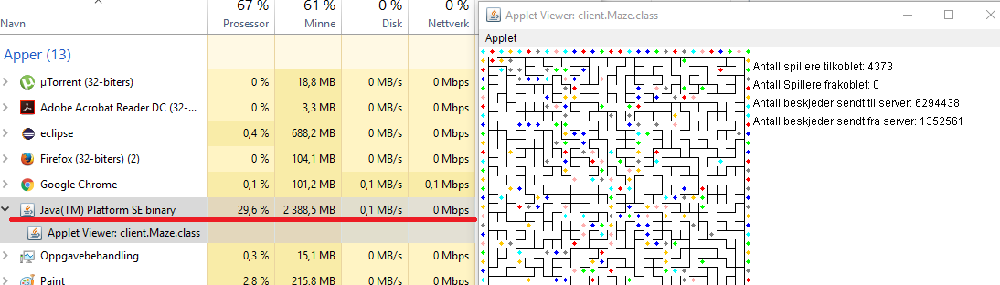 67 % 61 % 0 % 0 %
Navn Prosessor Minne Disk Nettverk
Apper (13)
µTorrent (32-biters) 0 % 18,8 MB 0 MB/s 0 Mbps
Adobe Acrobat Reader DC (32-... 0 % 3,3 MB 0 MB/s 0 Mbps
eclipse 0,4 % 688,2 MB 0 MB/s 0 Mbps
Firefox (32-biters) (2) 0 % 104,1 MB 0 MB/s 0 Mbps
Google Chrome 0,1 % 101,2 MB 0,1 MB/s 0,1 Mbps
Java(TM) Platform SE binary 29,6 % 2 388,5 MB 0,1 MB/s 0 Mbps
Applet Viewer: client.Maze.class
Oppgavebehandling 0,3 % 15,1 MB 0 MB/s 0 Mbps
Paint 2,8 % 215,8 MB 0 MB/s 0 Mbps
Applet Viewer: client.Maze.class
Applet
Antall spillere tilkoblet: 4373
Antall Spillere frakoblet: 0
Antall beskjeder sendt til server: 6294438
Antall beskjeder sendt fra server: 1352561